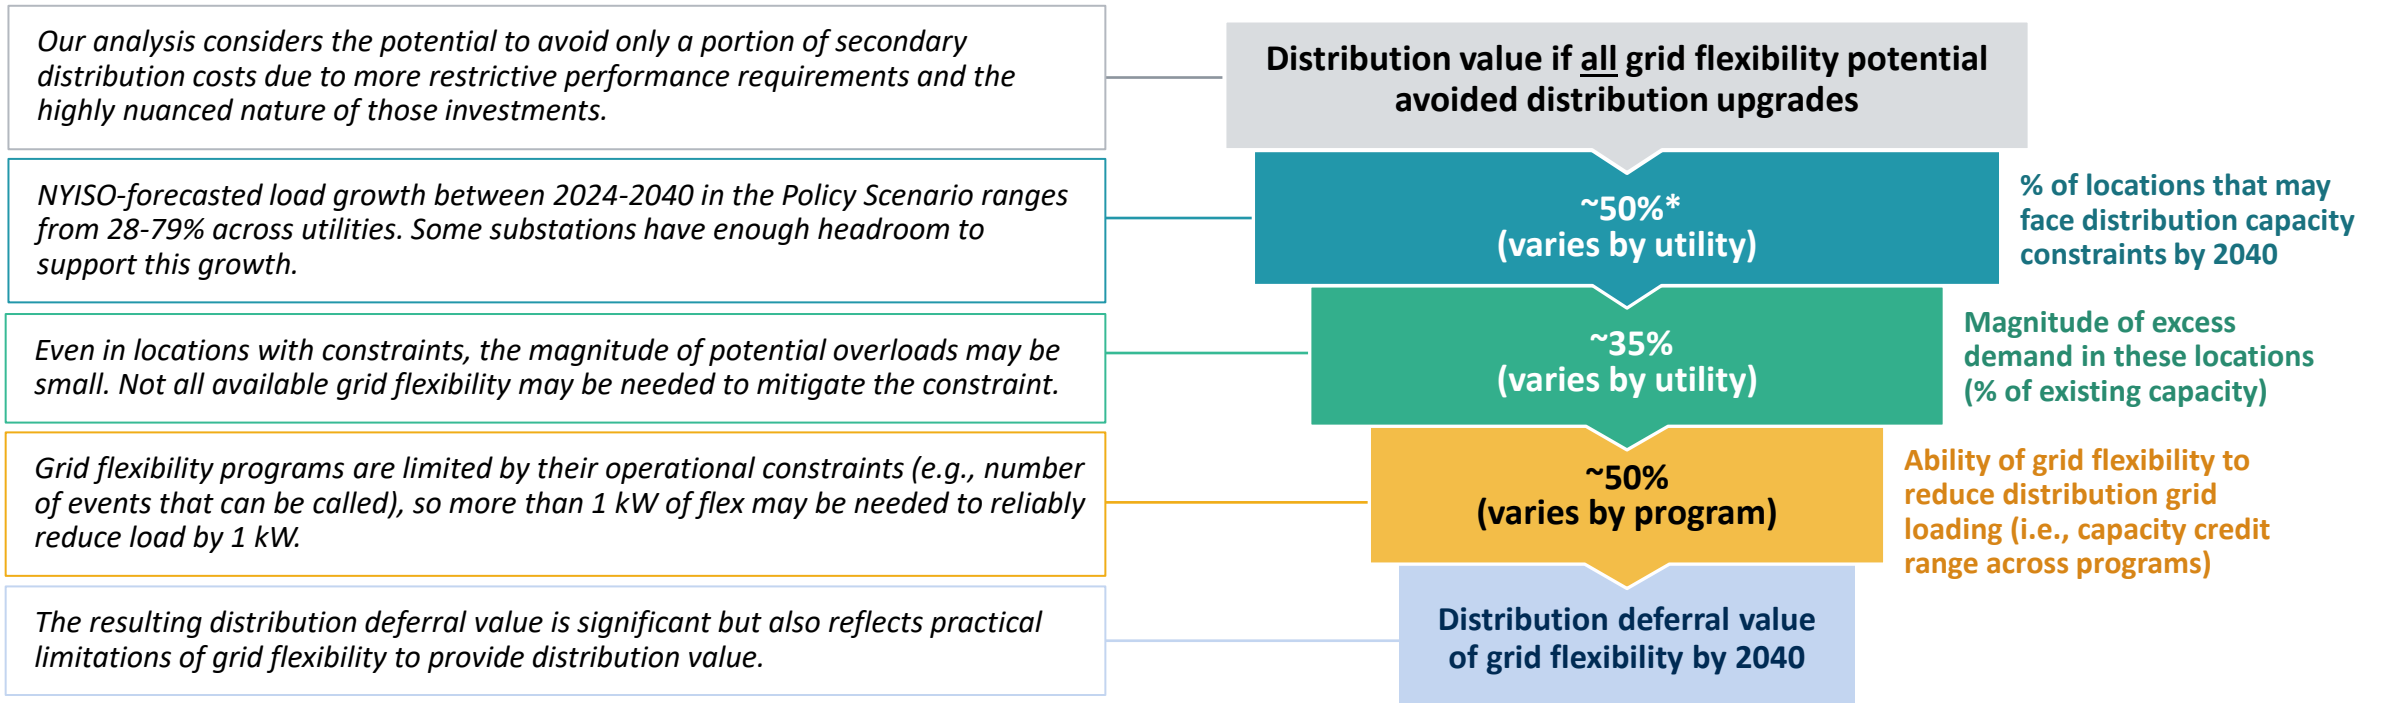 Our analysis considers the potential to avoid only a portion of secondary
distribution costs due to more restrictive performance requirements and the
highly nuanced nature of those investments.
Distribution value if all grid flexibility potential
avoided distribution upgrades
NYISO-forecasted load growth between 2024-2040 in the Policy Scenario ranges
from 28-79% across utilities. Some substations have enough headroom to
support this growth.
~50%*
(varies by utility)
% of locations that may
face distribution capacity
constraints by 2040
Even in locations with constraints, the magnitude of potential overloads may be
small. Not all available grid flexibility may be needed to mitigate the constraint.
~35%
(varies by utility)
Magnitude of excess
demand in these locations
(% of existing capacity)
Grid flexibility programs are limited by their operational constraints (e.g., number
of events that can be called), so more than 1 kW of flex may be needed to reliably
reduce load by 1 kW.
~50%
(varies by program)
Ability of grid flexibility to
reduce distribution grid
loading (i.e., capacity credit
range across programs)
The resulting distribution deferral value is significant but also reflects practical
limitations of grid flexibility to provide distribution value.
Distribution deferral value
of grid flexibility by 2040